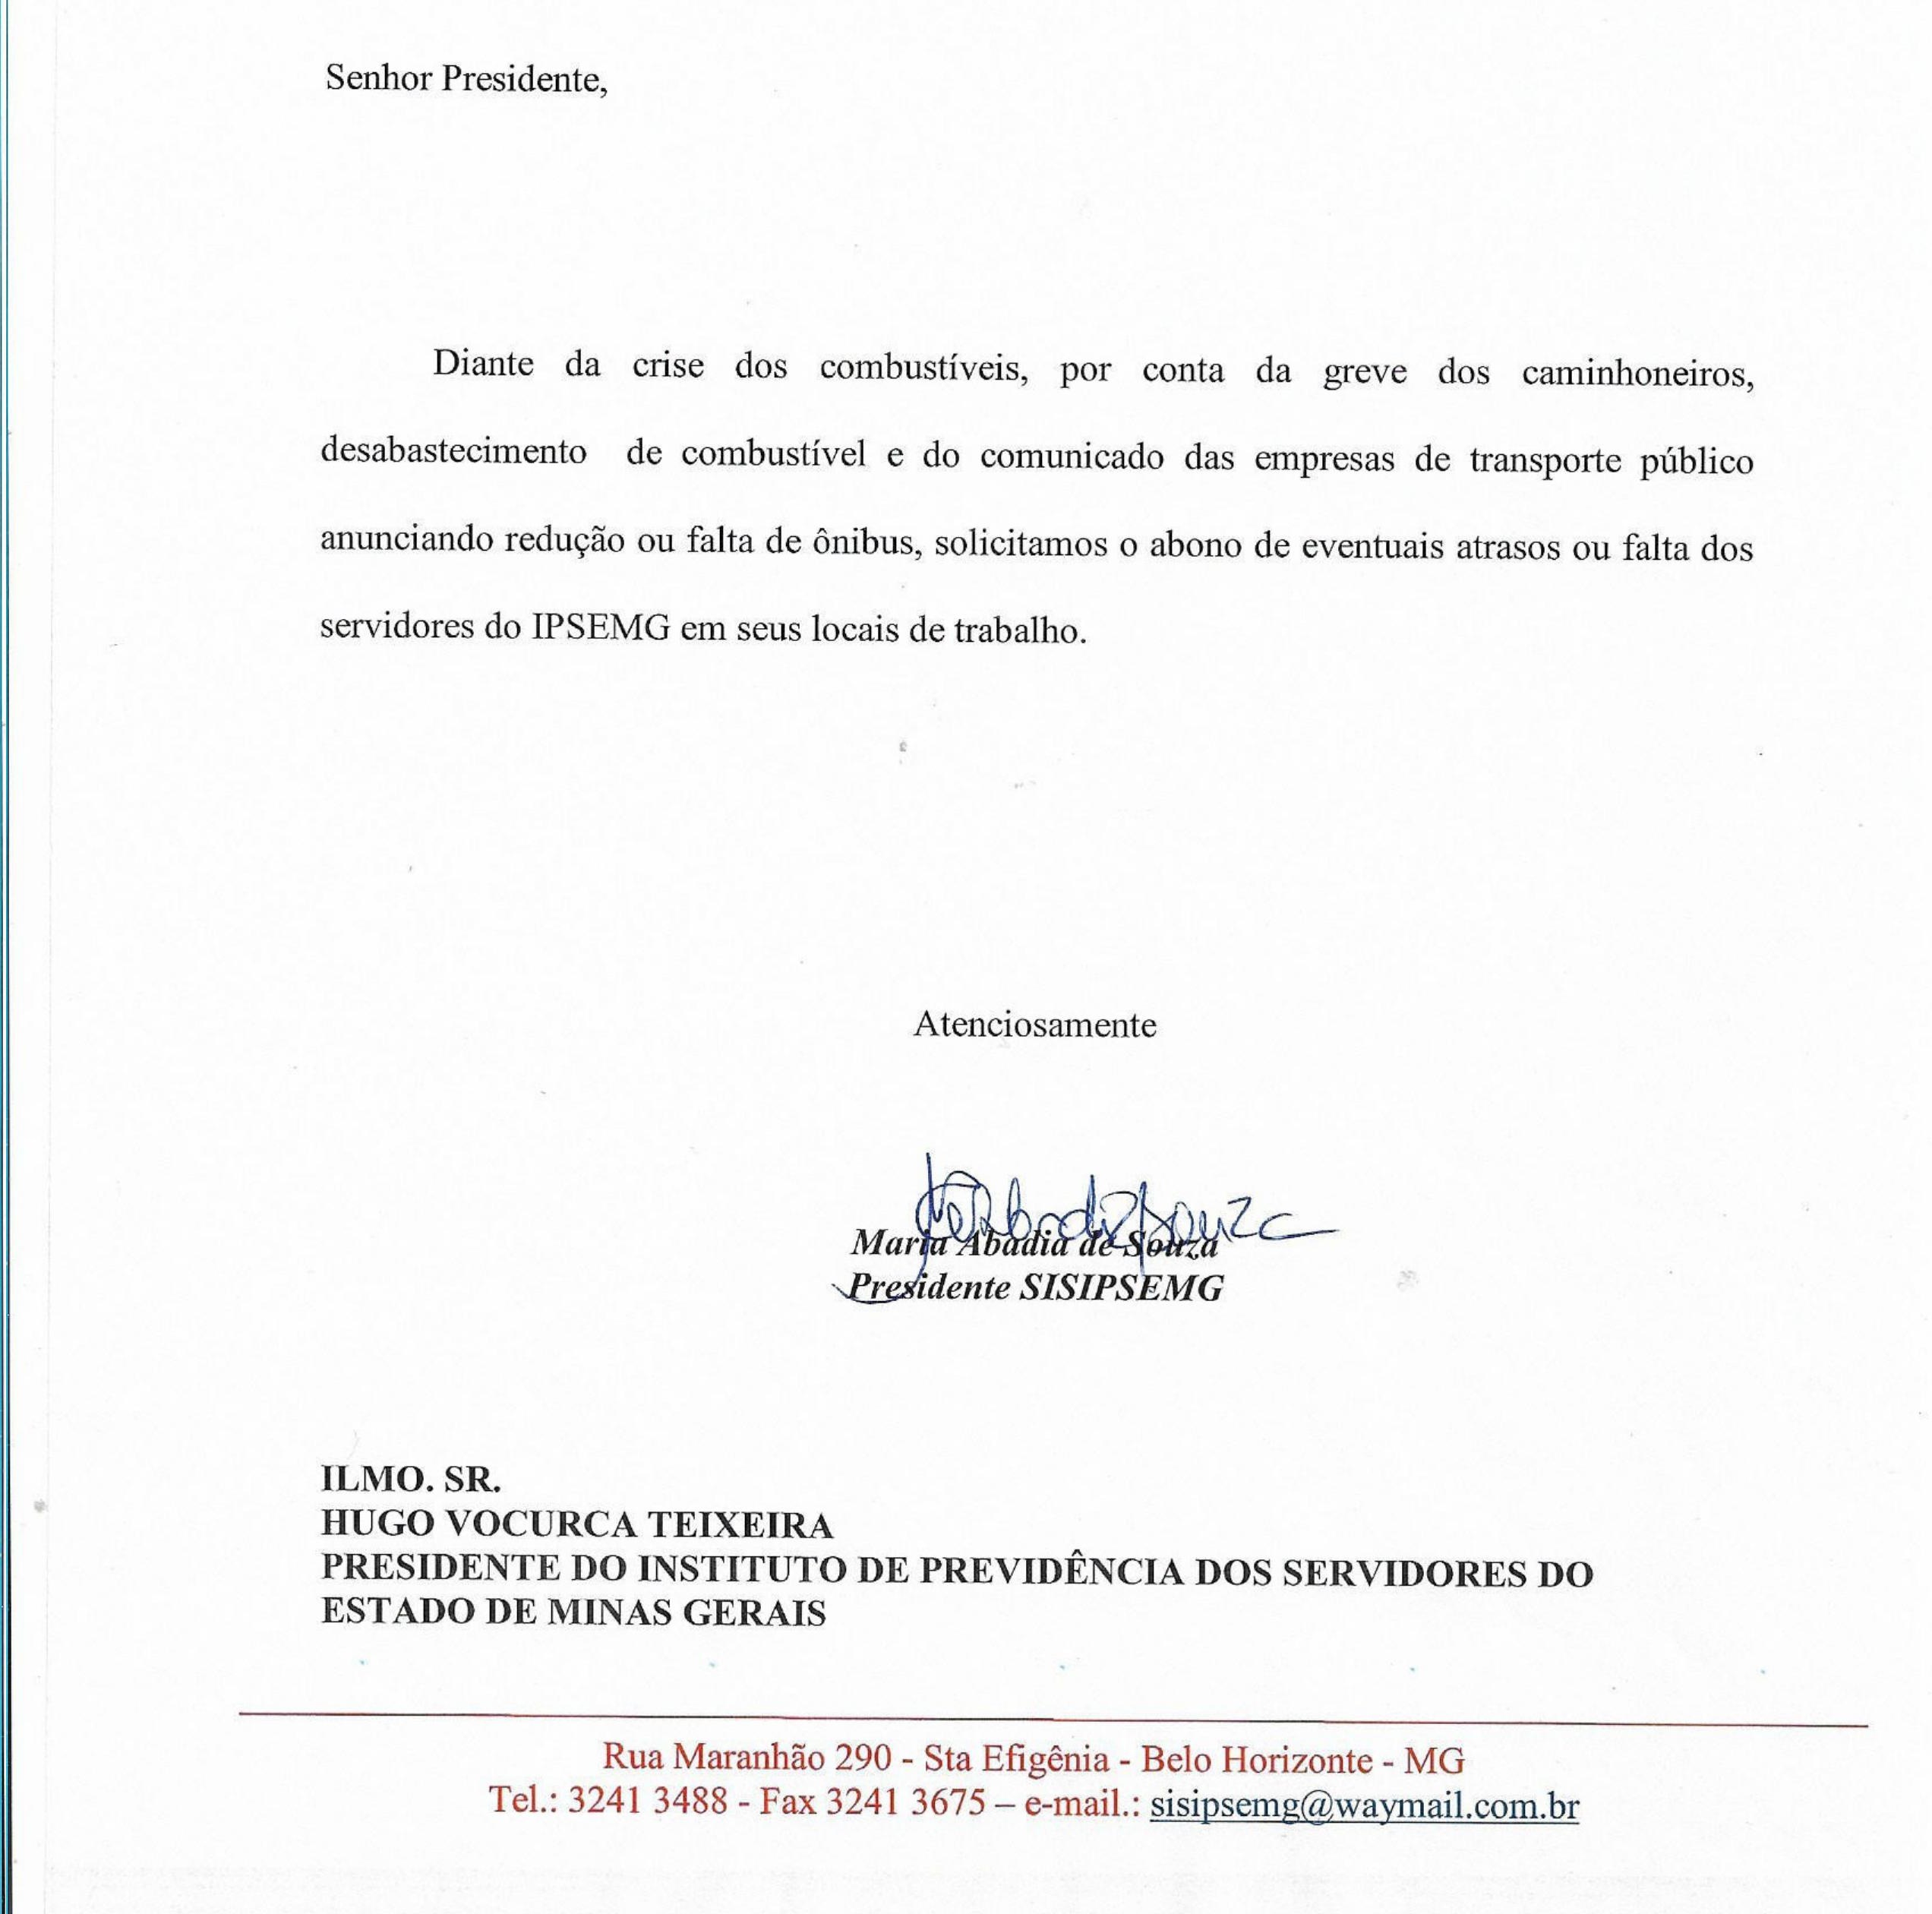 Senhor Presidente,
Diante da crise dos combustíveis, por conta da greve dos caminhoneiros,
desabastecimento de combustível e do comunicado das empresas de transporte público
anunciando redução ou falta de ônibus, solicitamos o abono de eventuais atrasos ou falta dos
servidores do IPSEMG em seus locais de trabalho.
Atenciosamente
Maria Abadia de Souza
Presidente SISIPSEMG
ILMO. SR.
HUGO VOCURCA TEIXEIRA
PRESIDENTE DO INSTITUTO DE PREVIDÊNCIA DOS SERVIDORES DO
ESTADO DE MINAS GERAIS
Rua Maranhão 290 - Sta Efigênia - Belo Horizonte - MG
Tel.: 3241 3488 - Fax 3241 3675 – e-mail.: sisipsemg@waymail.com.br